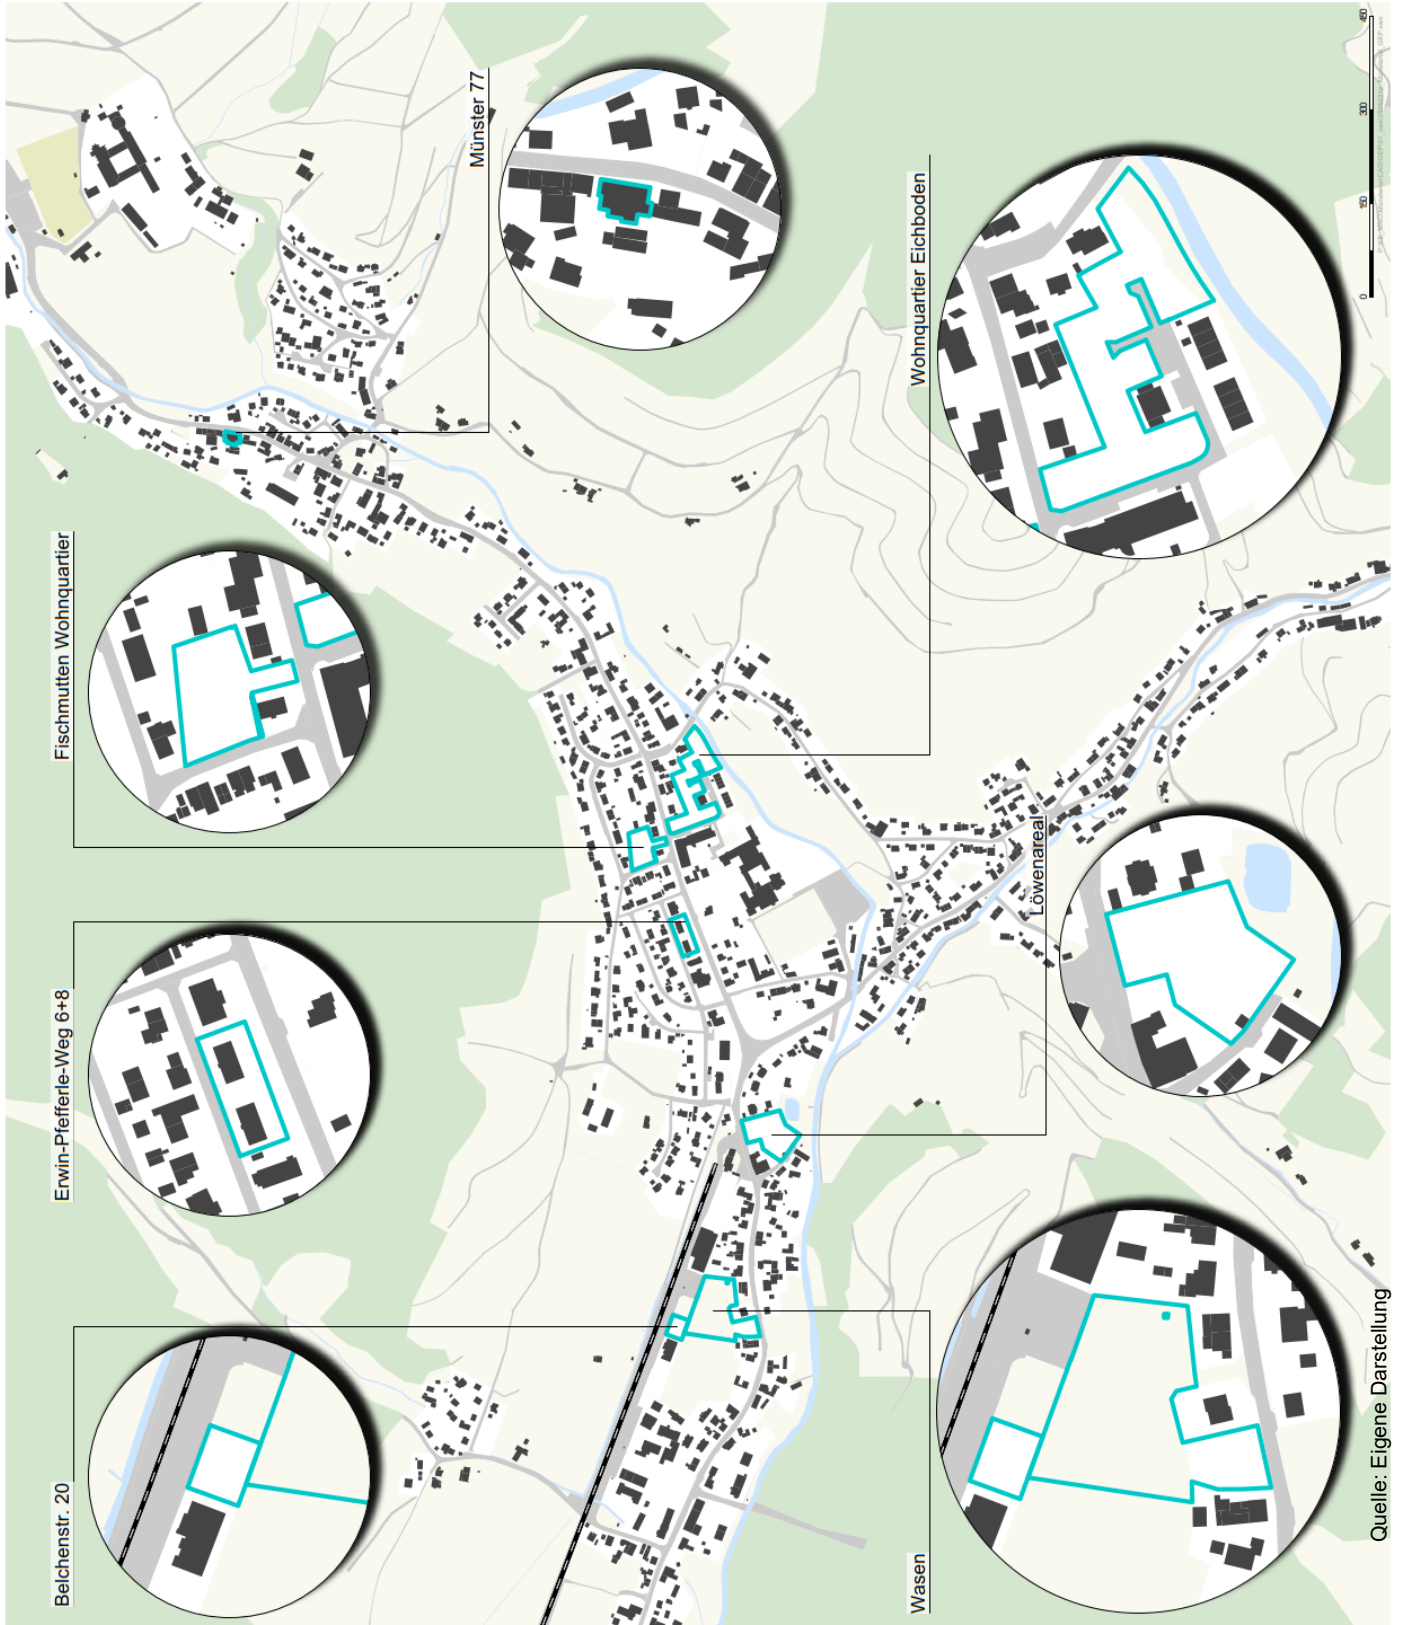 Belchenstr. 20
Erwin-Pfefferle-Weg 6+8
Fischmutten Wohnquartier
Münster 77
Wasen
Löwenareal
Wohnquartier Eichboden
0 150 300 450
Quelle: Eigene Darstellung